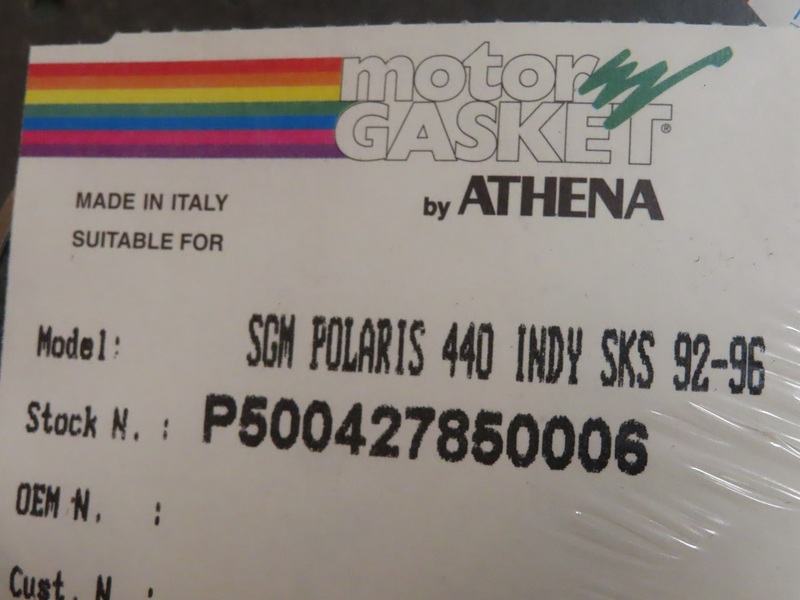 motor
GASKET®
by ATHENA
MADE IN ITALY
SUITABLE FOR
Model: SGM POLARIS 440 INDY SKS 92-96
Stock N. : P500427850006
OEM N. :
Cust. N :